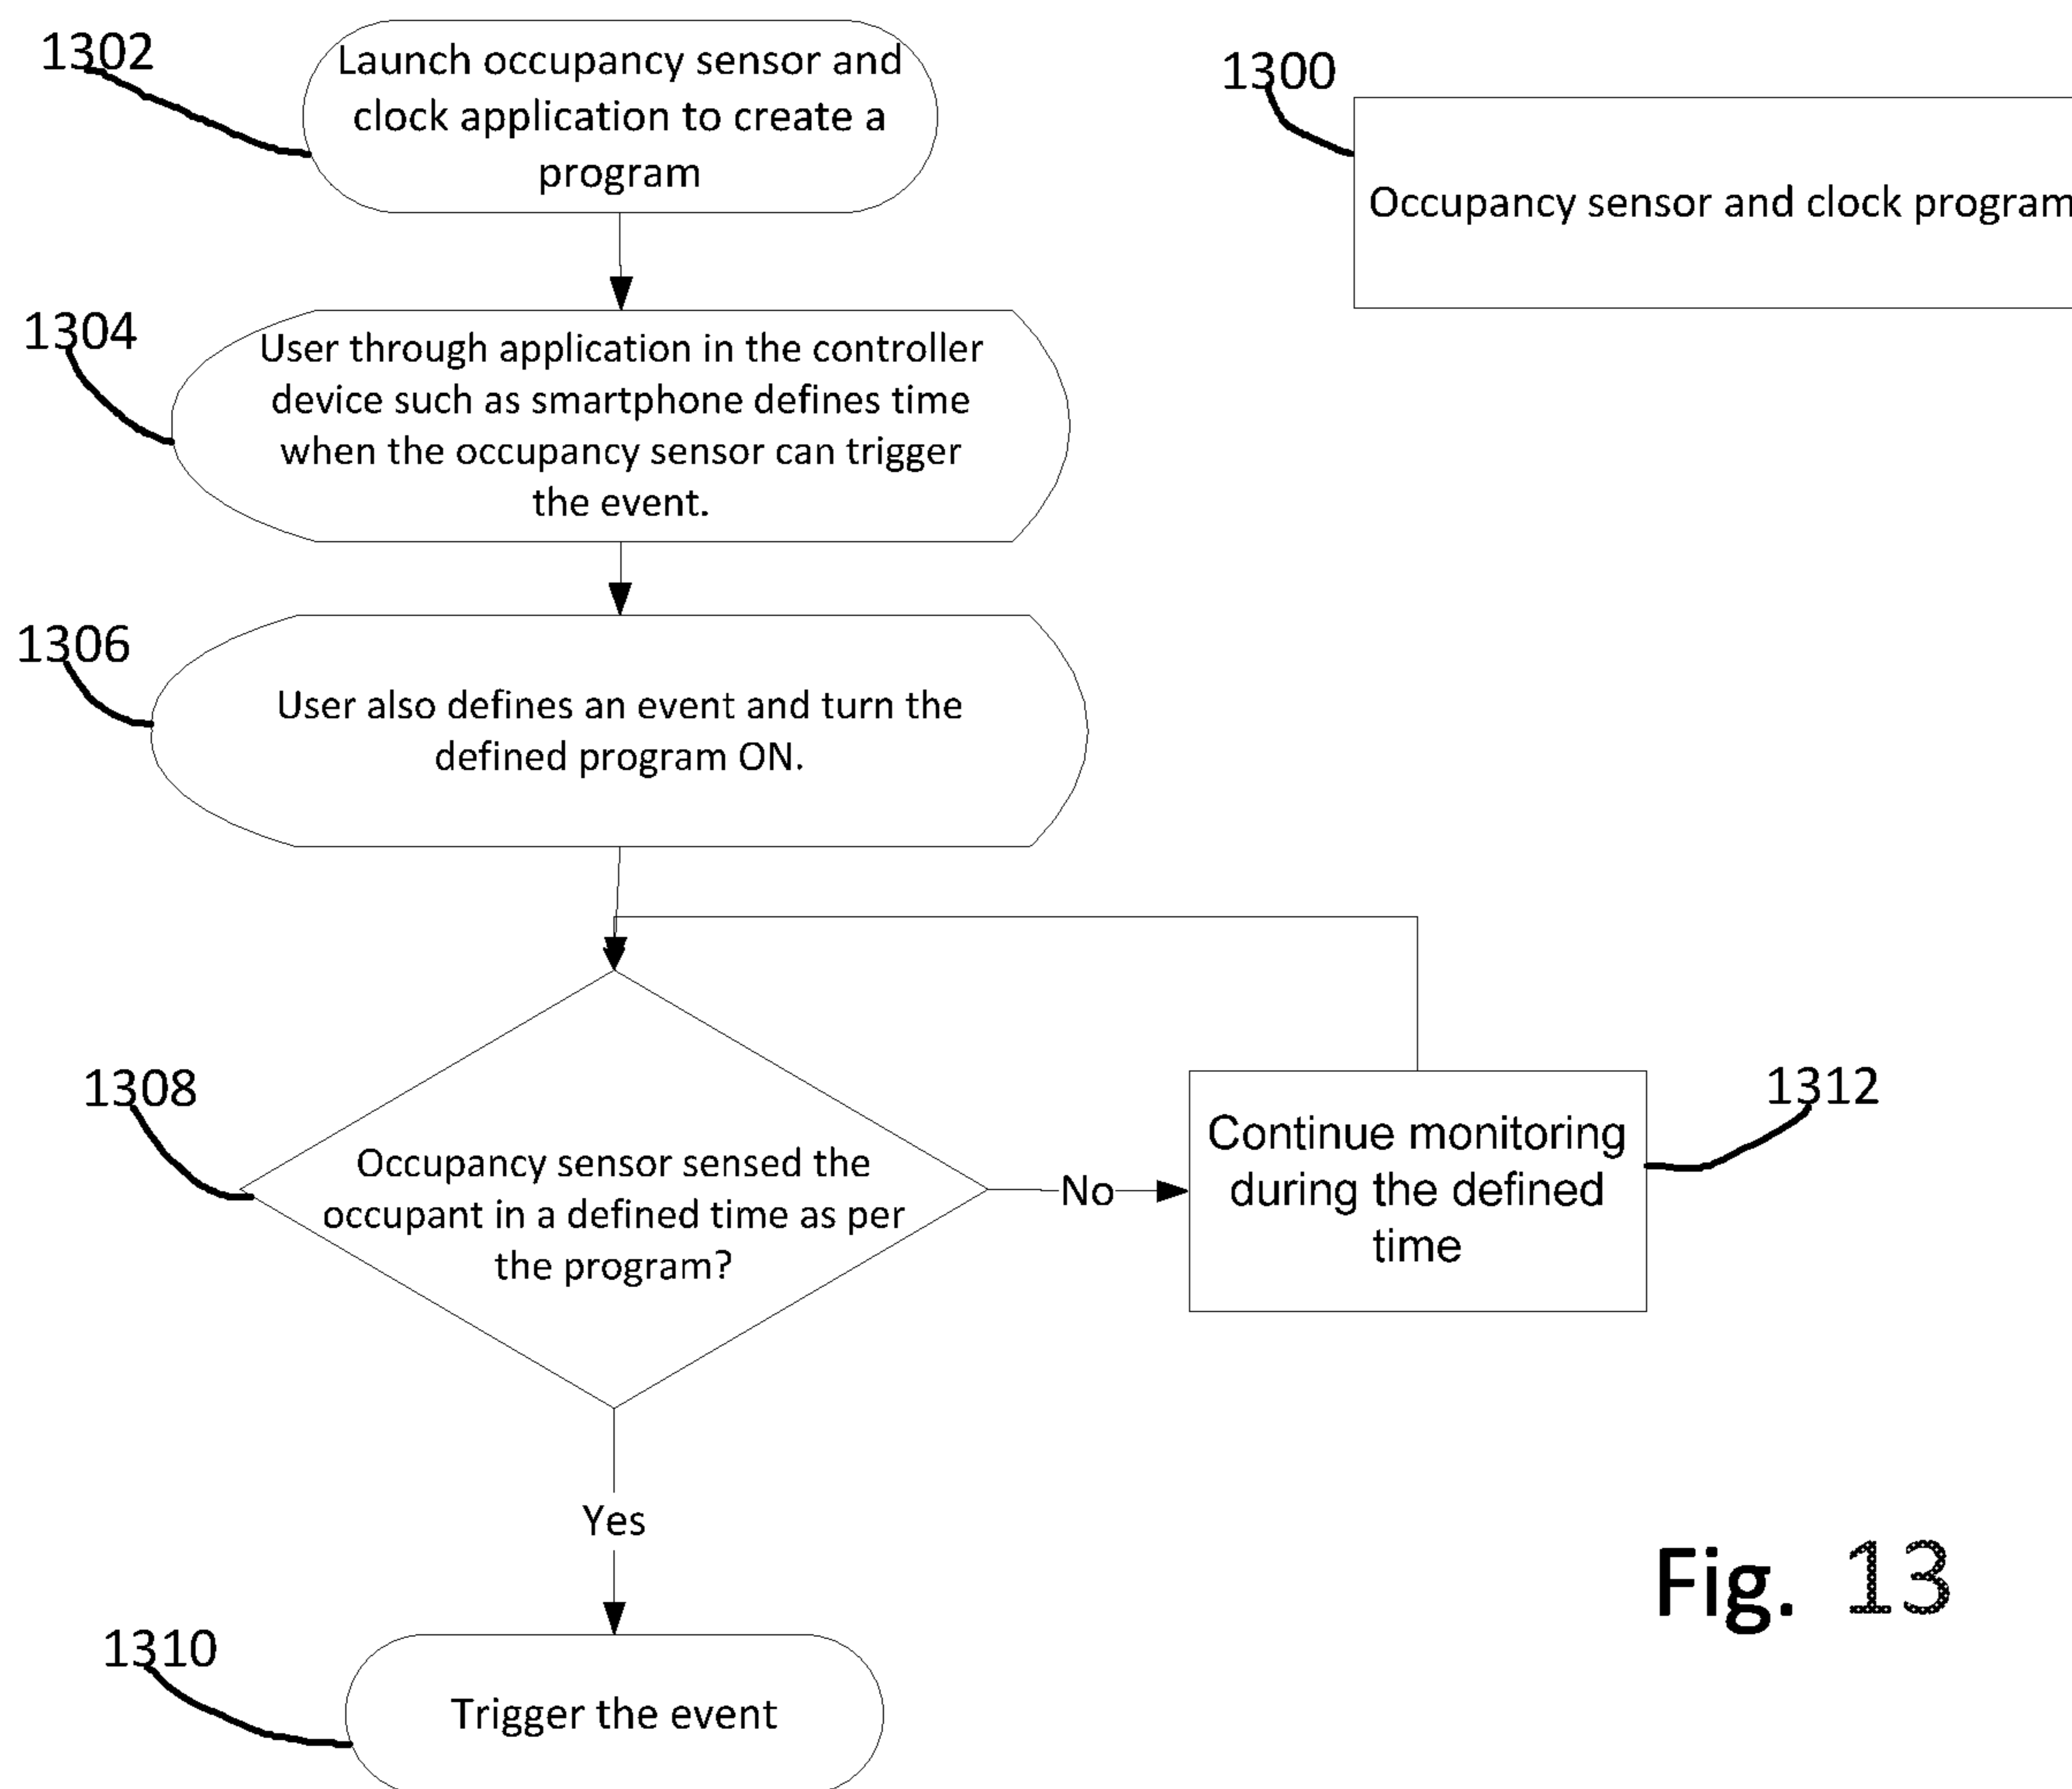 1302
Launch occupancy sensor and
clock application to create a
program
1300
Occupancy sensor and clock program
1304
User through application in the controller
device such as smartphone defines time
when the occupancy sensor can trigger
the event.
1306
User also defines an event and turn the
defined program ON.
1308
Occupancy sensor sensed the
occupant in a defined time as per
the program?
No
Continue monitoring
during the defined
time
1312
Yes
1310
Trigger the event
Fig. 13